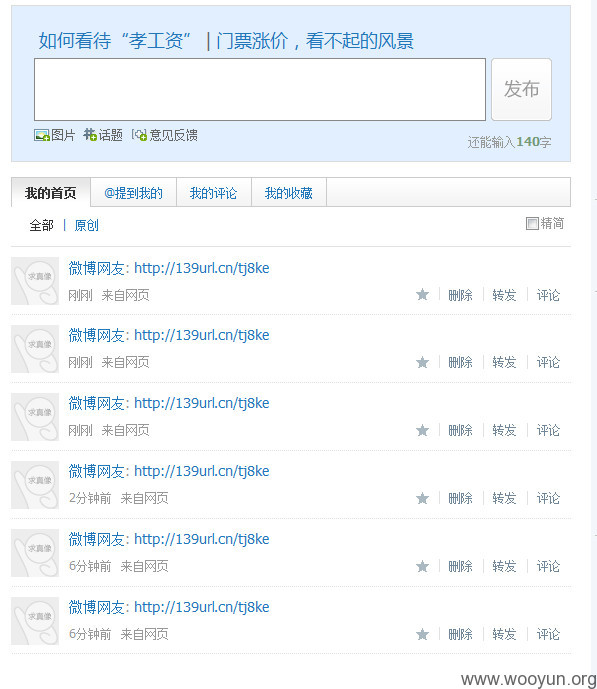 如何看待“孝工资” | 门票涨价，看不起的风景
发布
图片 话题 意见反馈
还能输入140字
我的首页 @提到我的 我的评论 我的收藏
全部 | 原创 精简
求真像
微博网友: http://139url.cn/tj8ke
刚刚 来自网页 删除 转发 评论
求真像
微博网友: http://139url.cn/tj8ke
刚刚 来自网页 删除 转发 评论
求真像
微博网友: http://139url.cn/tj8ke
刚刚 来自网页 删除 转发 评论
求真像
微博网友: http://139url.cn/tj8ke
2分钟前 来自网页 删除 转发 评论
求真像
微博网友: http://139url.cn/tj8ke
6分钟前 来自网页 删除 转发 评论
求真像
微博网友: http://139url.cn/tj8ke
6分钟前 来自网页 删除 转发 评论
www.wooyun.org